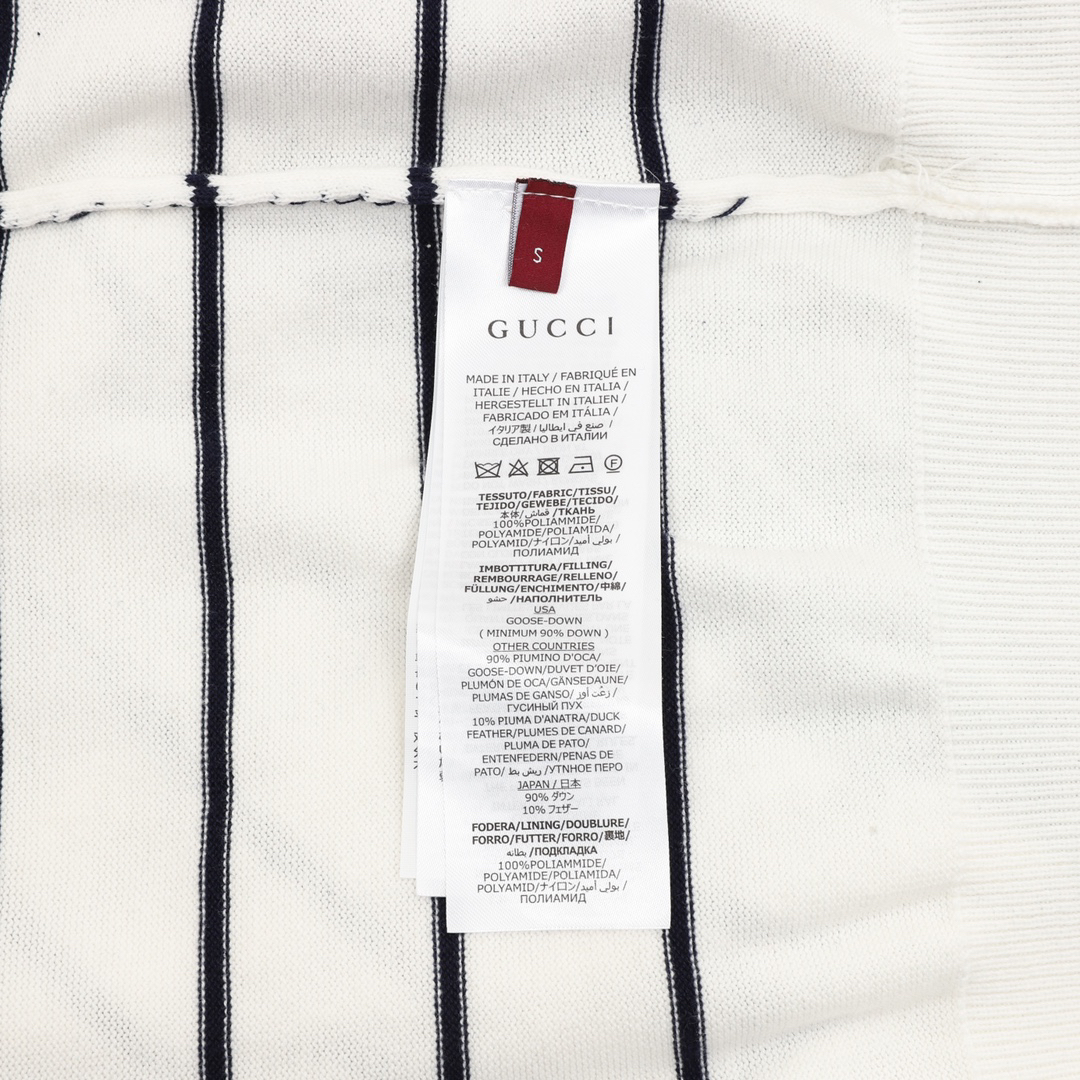 S
GUCCI
MADE IN ITALY / FABRIQUÉ EN
ITALIE / HECHO EN ITALIA /
HERGESTELLT IN ITALIEN /
FABRICADO EM ITÁLIA /
イタリア製 / صنع في ايطاليا /
СДЕЛАНО В ИТАЛИИ
F
TESSUTO/FABRIC/TISSU/
TEJIDO/GEWEBE/TECIDO/
本体/قماش /ТКАНЬ
100%POLIAMMIDE/
POLYAMIDE/POLIAMIDA/
POLYAMID/ナイロン/بولي أميد /
ПОЛИАМИД
IMBOTTITURA/FILLING/
REMBOURRAGE/RELLENO/
FÜLLUNG/ENCHIMENTO/中綿/
حشو /НАПОЛНИТЕЛЬ
USA
GOOSE-DOWN
( MINIMUM 90% DOWN )
OTHER COUNTRIES
90% PIUMINO D'OCA/
GOOSE-DOWN/DUVET D'OIE/
PLUMÓN DE OCA/GÄNSEDAUNE/
PLUMAS DE GANSO/ زغب أوز /
ГУСИНЫЙ ПУХ
10% PIUMA D'ANATRA/DUCK
FEATHER/PLUMES DE CANARD/
PLUMA DE PATO/
ENTENFEDERN/PENAS DE
PATO/ ريش بط /УТИНОЕ ПЕРО
JAPAN / 日本
90% ダウン
10% フェザー
FODERA/LINING/DOUBLURE/
FORRO/FUTTER/FORRO/裏地/
بطانه /ПОДКЛАДКА
100%POLIAMMIDE/
POLYAMIDE/POLIAMIDA/
POLYAMID/ナイロン/بولي أميد /
ПОЛИАМИД